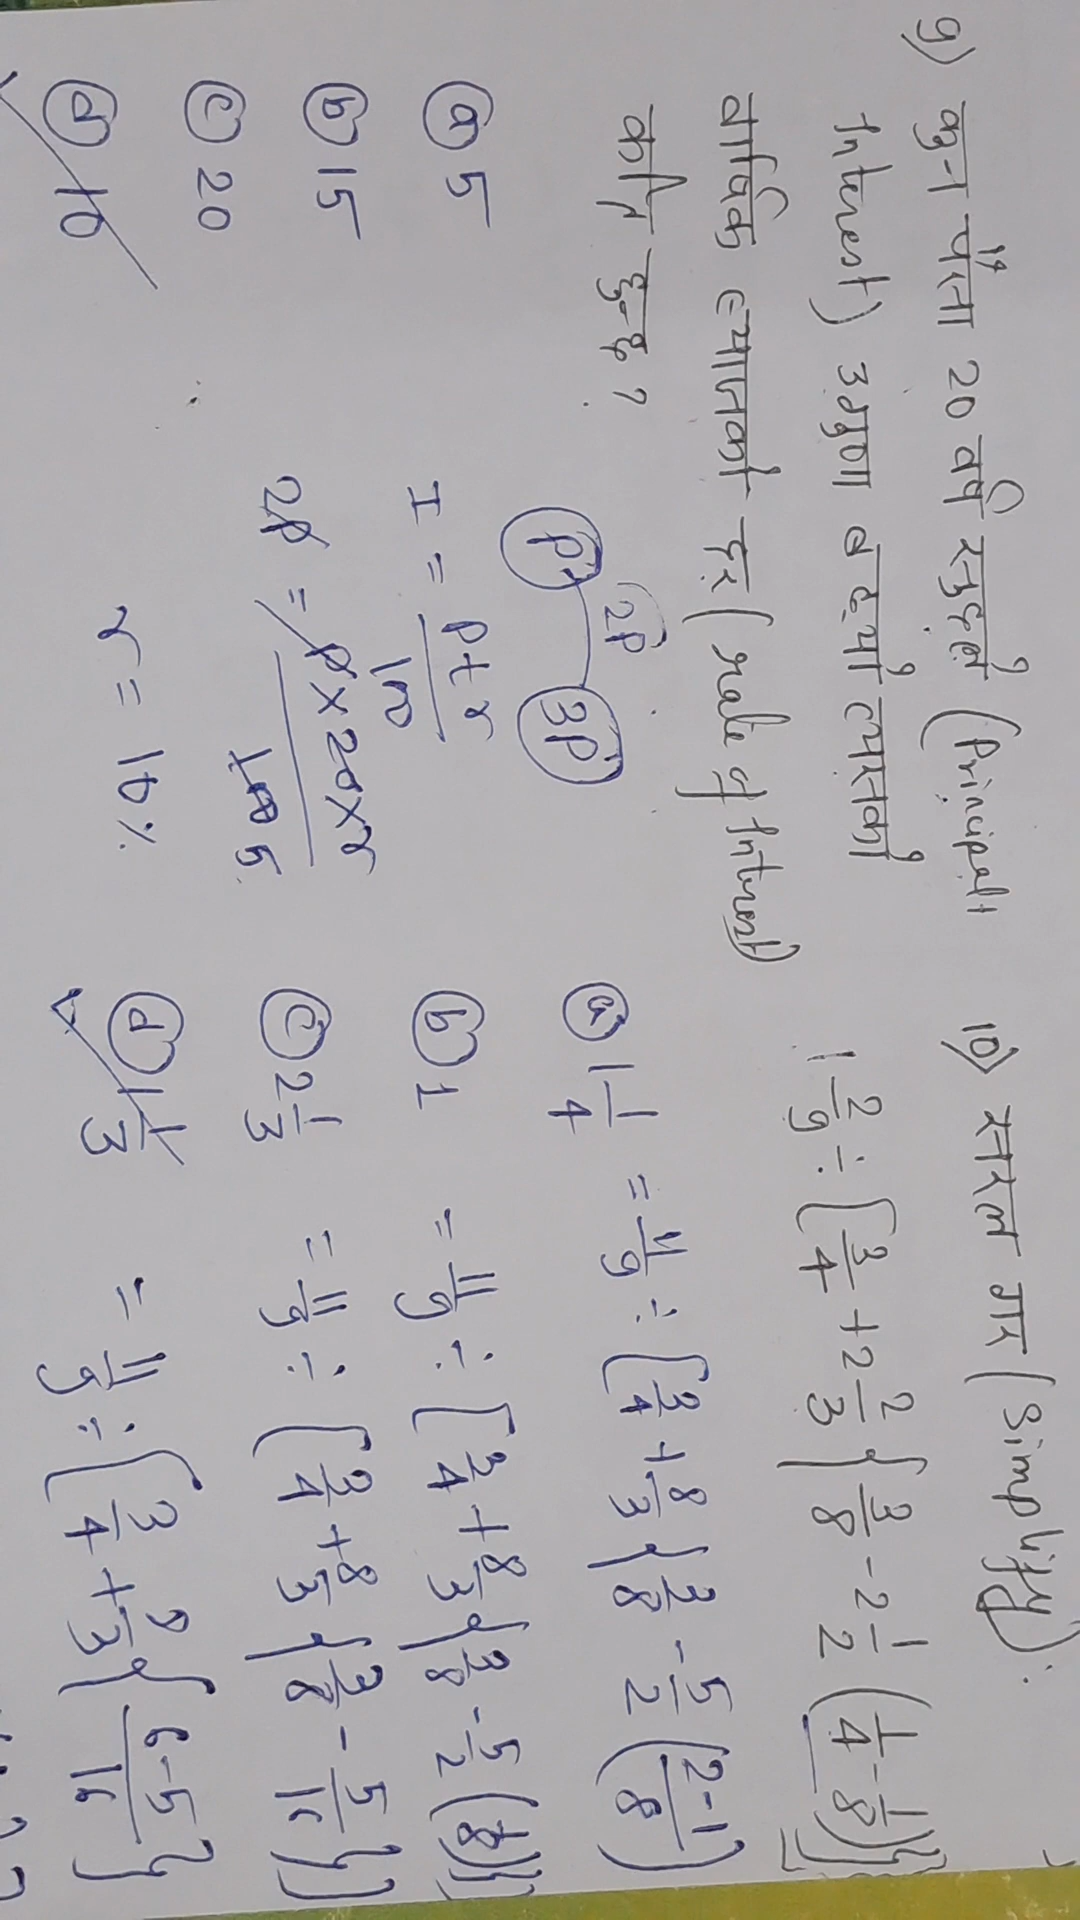 9) कुन पैसा 20 वर्ष सुद्दले (Principal +
Interest) 3 गुणा बढ्यो त्यसको
वार्षिक ब्याजको दर (rate of Interest)
कति हुन्छ ?
ⓐ 5
ⓑ 15
ⓒ 20
ⓓ 10
P 2P 3P
I = Ptr/100
2P = P×20×r/100 5
r = 10%
10) सरल गर (Simplify):
1 2/9 ÷ [3/4 + 2 2/3 {3/8 - 2 1/2 (1/4 - 1/8)}]
ⓐ 1 1/4
ⓑ 1
ⓒ 2 1/3
ⓓ 1 1/3
= 11/9 ÷ [3/4 + 8/3 {3/8 - 5/2 (2-1/8)
= 11/9 ÷ [3/4 + 8/3 {3/8 - 5/2 (1/8)}]
= 11/9 ÷ [3/4 + 8/3 {3/8 - 5/16}]
= 11/9 ÷ [3/4 + 8/3 {6-5/16}